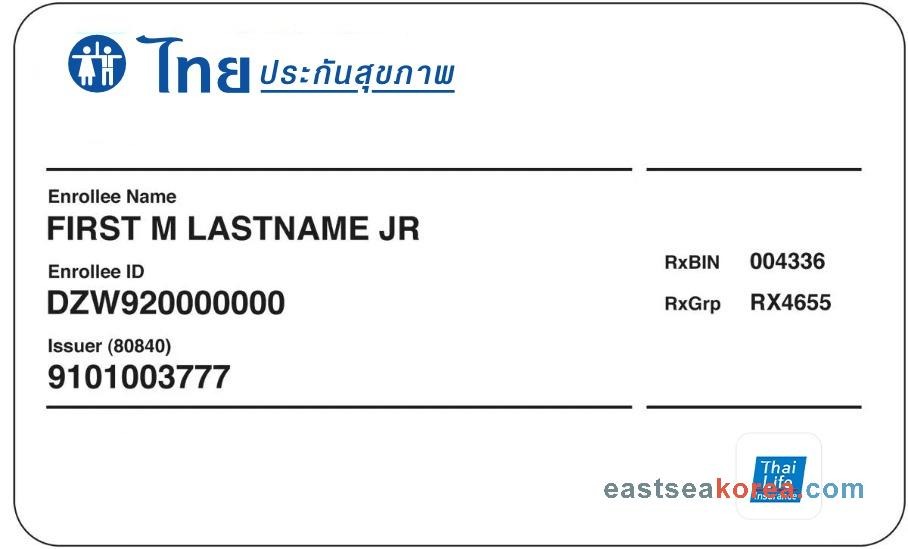 ไทยประกันสุขภาพ
Enrollee Name
FIRST M LASTNAME JR
Enrollee ID
DZW920000000
Issuer (80840)
9101003777
RxBIN 004336
RxGrp RX4655
Thai
Life
Insurance.
eastseakorea.com